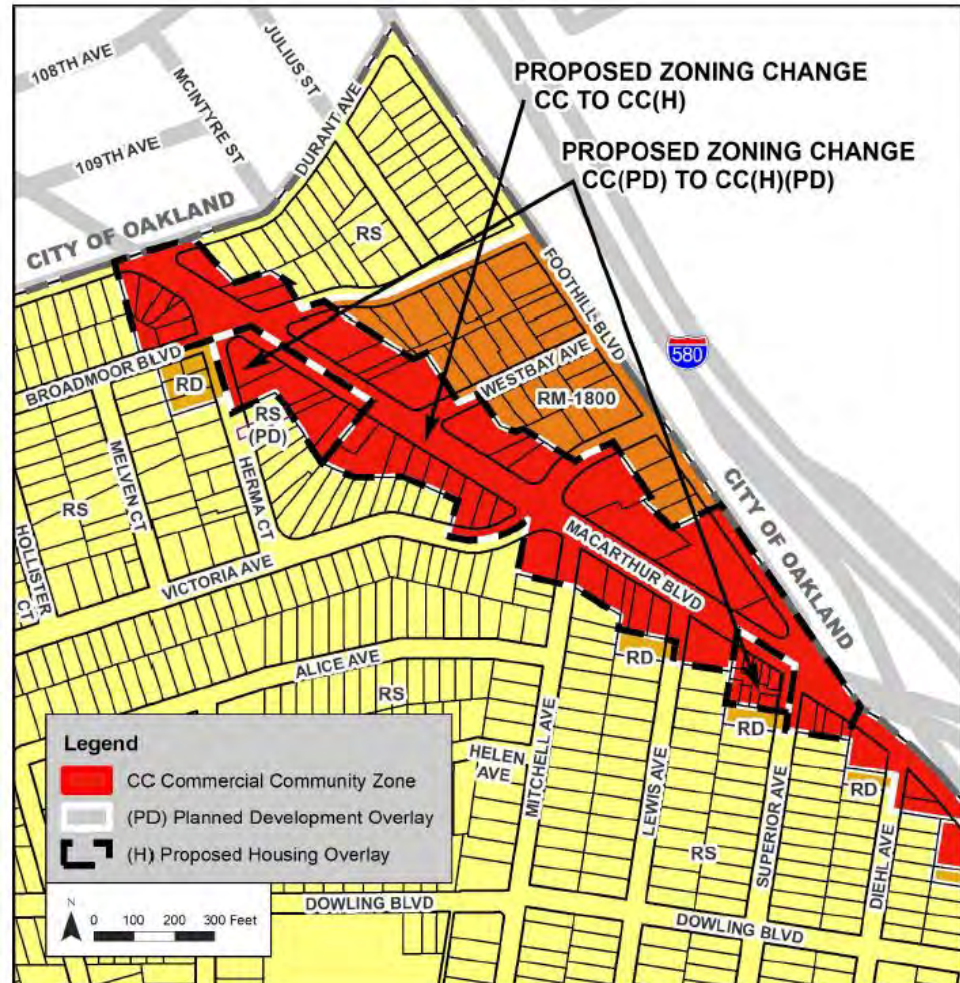 108TH AVE
MCINTYRE ST
JULIUS ST
109TH AVE
DURANT AVE
CITY OF OAKLAND
PROPOSED ZONING CHANGE
CC TO CC(H)
PROPOSED ZONING CHANGE
CC(PD) TO CC(H)(PD)
RS
FOOTHILL BLVD
580
BROADMOOR BLVD
RD
WESTBAY AVE
RM-1800
RS
(PD)
MELVEN CT
HERMA CT
RS
HOLLISTER
CT
VICTORIA AVE
MACARTHUR BLVD
CITY OF OAKLAND
ALICE AVE
RS
RD
RD
RD
HELEN
AVE
MITCHELL AVE
LEWIS AVE
SUPERIOR AVE
DIEHL AVE
RS
DOWLING BLVD
DOWLING BLVD
Legend
CC Commercial Community Zone
(PD) Planned Development Overlay
(H) Proposed Housing Overlay
N
0 100 200 300 Feet